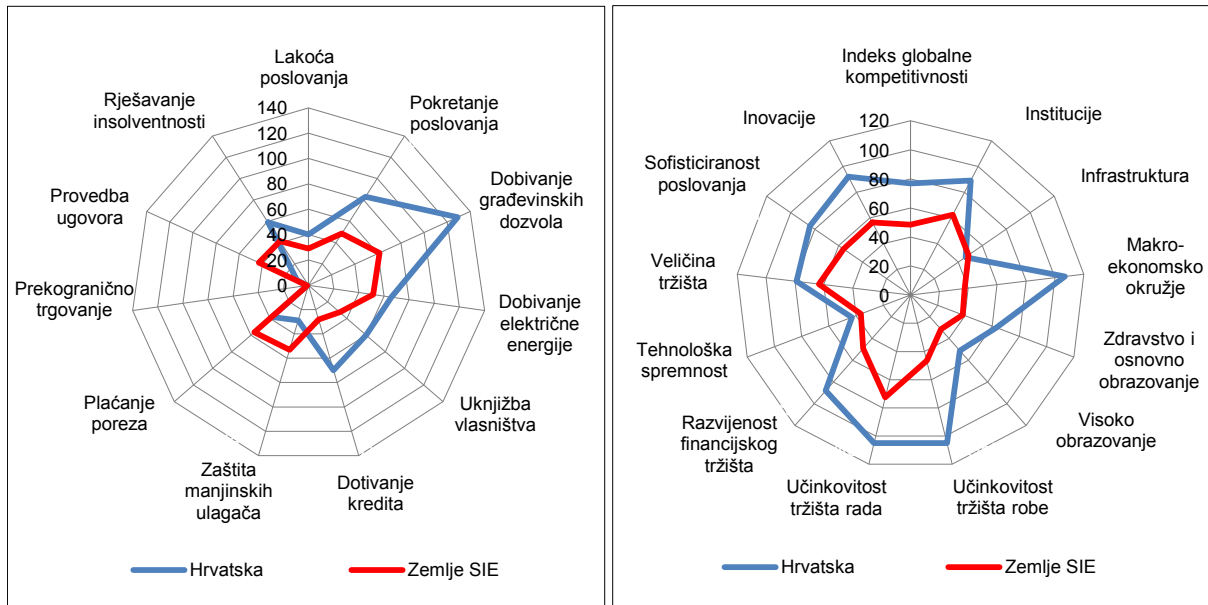 Lakoća
poslovanja
Pokretanje
poslovanja
Dobivanje
građevinskih
dozvola
Dobivanje
električne
energije
Uknjižba
vlasništva
Dotivanje
kredita
Zaštita
manjinskih
ulagača
Plaćanje
poreza
Prekogranično
trgovanje
Provedba
ugovora
Rješavanje
insolventnosti
140
120
100
80
60
40
20
0
Hrvatska
Zemlje SIE
Indeks globalne
kompetitivnosti
Institucije
Infrastruktura
Makro-
ekonomsko
okružje
Zdravstvo i
osnovno
obrazovanje
Visoko
obrazovanje
Učinkovitost
tržišta robe
Učinkovitost
tržišta rada
Razvijenost
financijskog
tržišta
Tehnološka
spremnost
Veličina
tržišta
Sofisticiranost
poslovanja
Inovacije
120
100
80
60
40
20
0
Hrvatska
Zemlje SIE